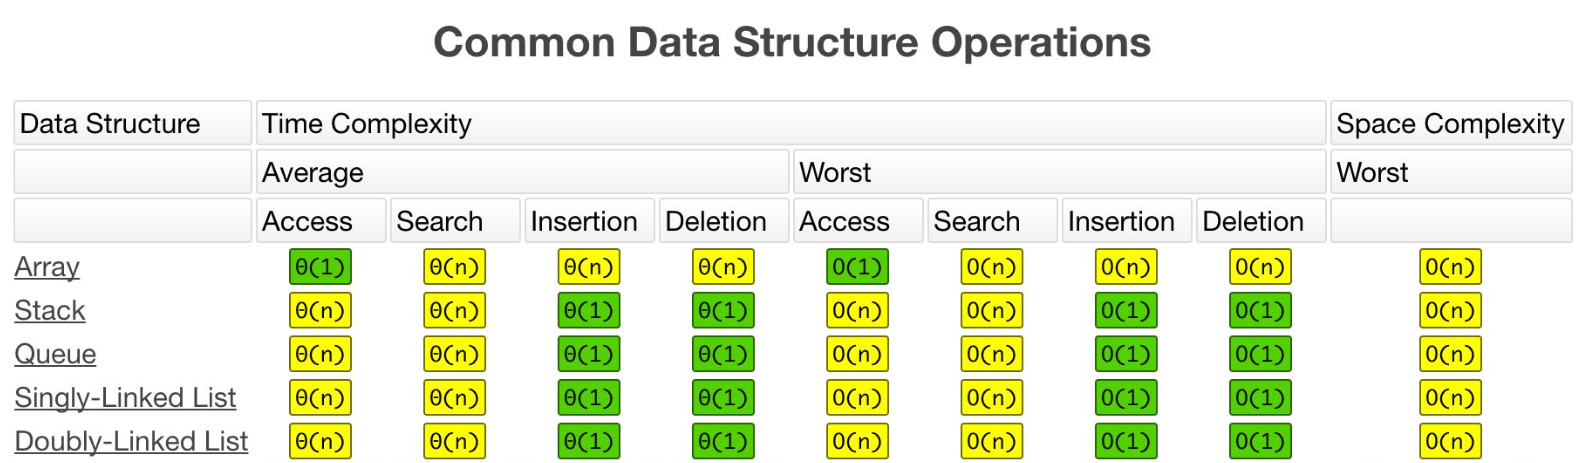 Common Data Structure Operations
Data Structure Time Complexity Space Complexity
Average Worst Worst
Access Search Insertion Deletion Access Search Insertion Deletion
Array Θ(1) Θ(n) Θ(n) Θ(n) O(1) O(n) O(n) O(n) O(n)
Stack Θ(n) Θ(n) Θ(1) Θ(1) O(n) O(n) O(1) O(1) O(n)
Queue Θ(n) Θ(n) Θ(1) Θ(1) O(n) O(n) O(1) O(1) O(n)
Singly-Linked List Θ(n) Θ(n) Θ(1) Θ(1) O(n) O(n) O(1) O(1) O(n)
Doubly-Linked List Θ(n) Θ(n) Θ(1) Θ(1) O(n) O(n) O(1) O(1) O(n)